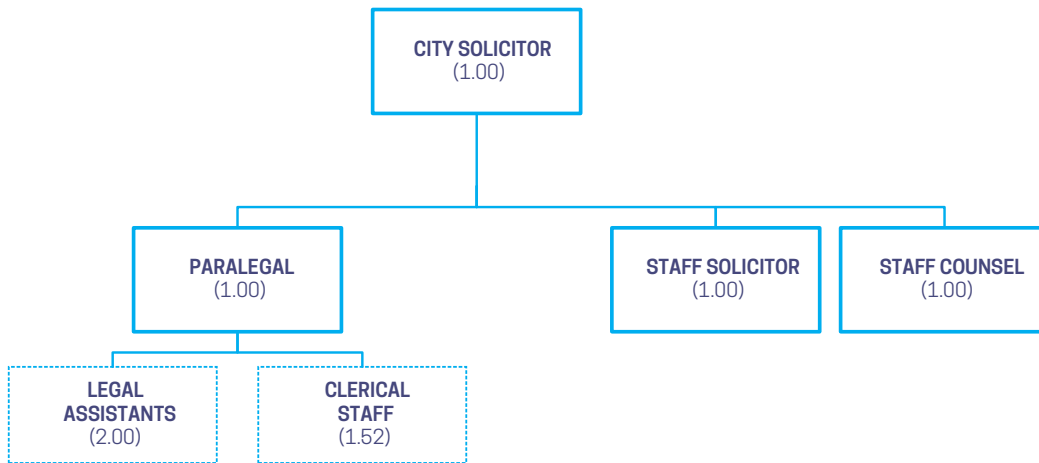 CITY SOLICITOR
(1.00)
PARALEGAL
(1.00)
STAFF SOLICITOR
(1.00)
STAFF COUNSEL
(1.00)
LEGAL
ASSISTANTS
(2.00)
CLERICAL
STAFF
(1.52)